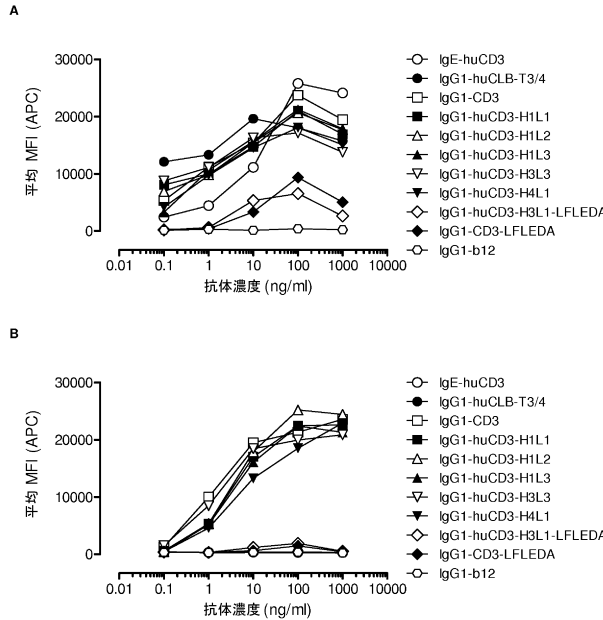 A
30000
20000
10000
0
平均 MFI (APC)
0.01 0.1 1 10 100 1000 10000
抗体濃度 (ng/ml)
IgE-huCD3
IgG1-huCLB-T3/4
IgG1-CD3
IgG1-huCD3-H1L1
IgG1-huCD3-H1L2
IgG1-huCD3-H1L3
IgG1-huCD3-H3L3
IgG1-huCD3-H4L1
IgG1-huCD3-H3L1-LFLEDA
IgG1-CD3-LFLEDA
IgG1-b12
B
30000
20000
10000
0
平均 MFI (APC)
0.01 0.1 1 10 100 1000 10000
抗体濃度 (ng/ml)
IgE-huCD3
IgG1-huCLB-T3/4
IgG1-CD3
IgG1-huCD3-H1L1
IgG1-huCD3-H1L2
IgG1-huCD3-H1L3
IgG1-huCD3-H3L3
IgG1-huCD3-H4L1
IgG1-huCD3-H3L1-LFLEDA
IgG1-CD3-LFLEDA
IgG1-b12